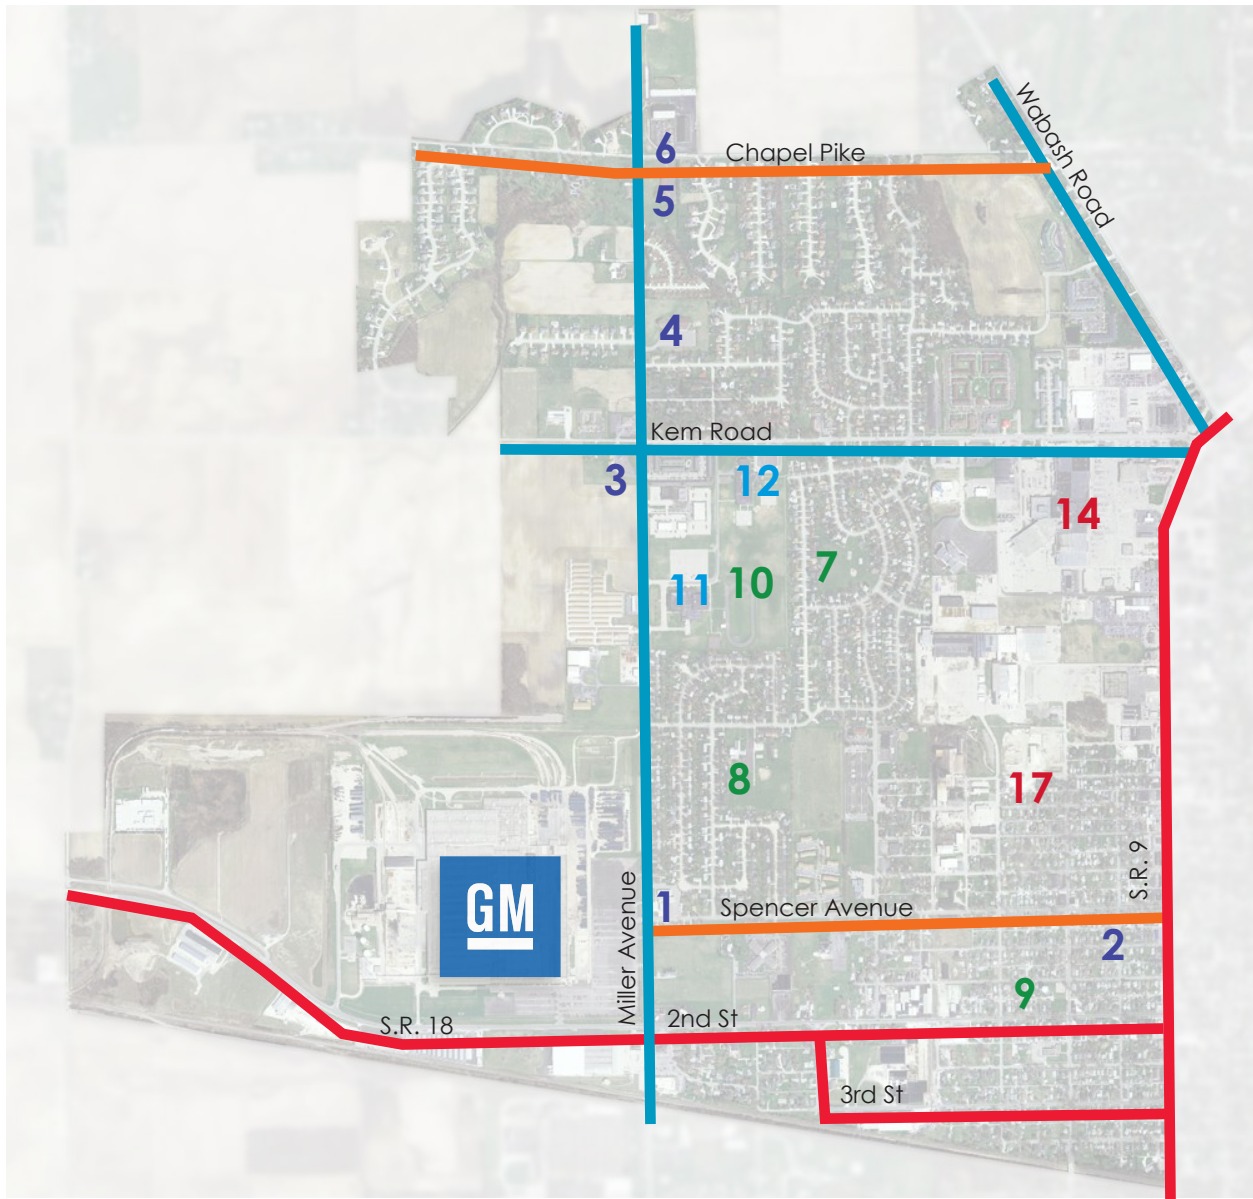 Wabash Road
6
Chapel Pike
5
4
Kem Road
3
12
14
11
10
7
8
17
S.R. 9
GM
Miller Avenue
1
Spencer Avenue
2
9
S.R. 18
2nd St
3rd St